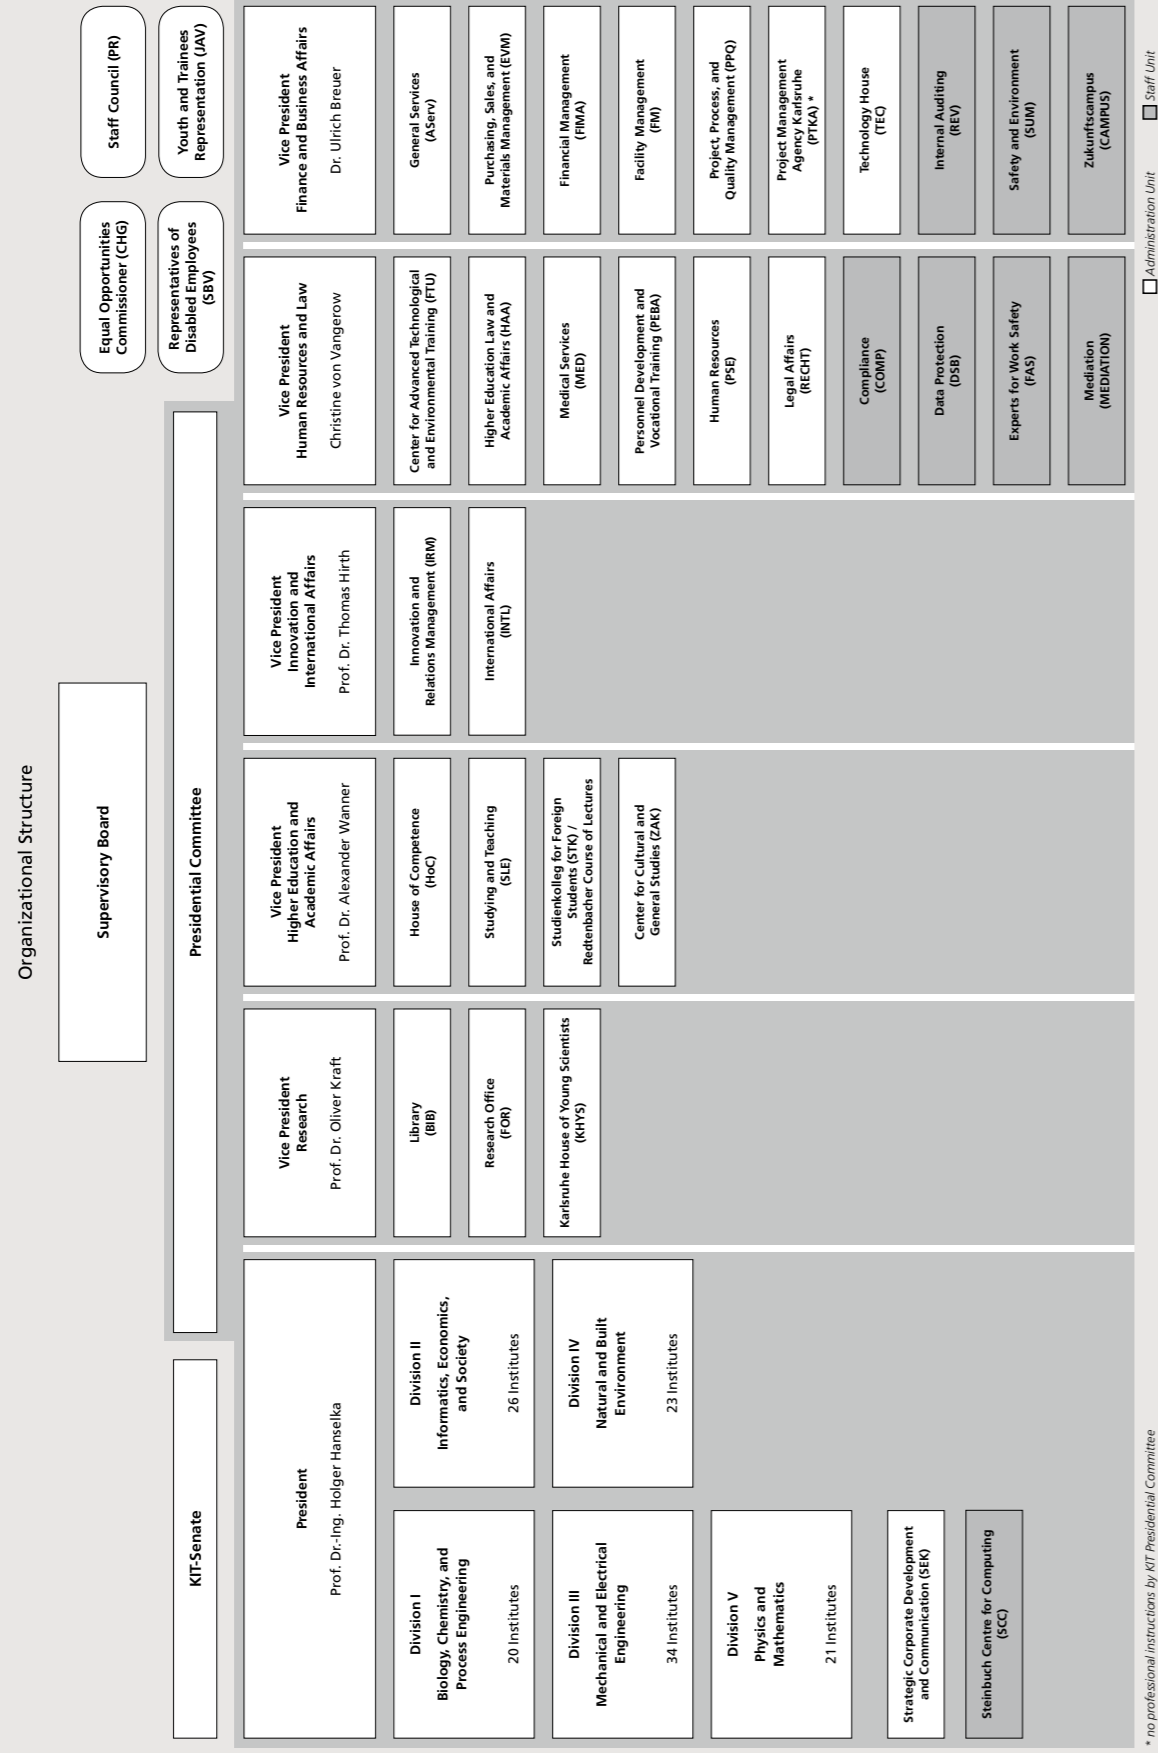 Organizational Structure
Supervisory Board
Equal Opportunities
Commissioner (CHG)
Staff Council (PR)
Representatives of
Disabled Employees
(SBV)
Youth and Trainees
Representation (JAV)
KIT-Senate
Presidential Committee
President
Prof. Dr.-Ing. Holger Hanselka
Division I
Biology, Chemistry, and
Process Engineering
20 Institutes
Division II
Informatics, Economics,
and Society
26 Institutes
Division III
Mechanical and Electrical
Engineering
34 Institutes
Division IV
Natural and Built
Environment
23 Institutes
Division V
Physics and
Mathematics
21 Institutes
Strategic Corporate Development
and Communication (SEK)
Steinbuch Centre for Computing
(SCC)
Vice President
Research
Prof. Dr. Oliver Kraft
Library
(BIB)
Research Office
(FOR)
Karlsruhe House of Young Scientists
(KHYS)
Vice President
Higher Education and
Academic Affairs
Prof. Dr. Alexander Wanner
House of Competence
(HoC)
Studying and Teaching
(SLE)
Studienkolleg for Foreign
Students (STK) /
Redtenbacher Course of Lectures
Center for Cultural and
General Studies (ZAK)
Vice President
Innovation and
International Affairs
Prof. Dr. Thomas Hirth
Innovation and
Relations Management (IRM)
International Affairs
(INTL)
Vice President
Human Resources and Law
Christine von Vangerow
Center for Advanced Technological
and Environmental Training (FTU)
Higher Education Law and
Academic Affairs (HAA)
Medical Services
(MED)
Personnel Development and
Vocational Training (PEBA)
Human Resources
(PSE)
Legal Affairs
(RECHT)
Compliance
(COMP)
Data Protection
(DSB)
Experts for Work Safety
(FAS)
Mediation
(MEDIATION)
Vice President
Finance and Business Affairs
Dr. Ulrich Breuer
General Services
(AServ)
Purchasing, Sales, and
Materials Management (EVM)
Financial Management
(FIMA)
Facility Management
(FM)
Project, Process, and
Quality Management (PPQ)
Project Management
Agency Karlsruhe
(PTKA) *
Technology House
(TEC)
Internal Auditing
(REV)
Safety and Environment
(SUM)
Zukunftscampus
(CAMPUS)
* no professional instructions by KIT Presidential Committee
Administration Unit
Staff Unit